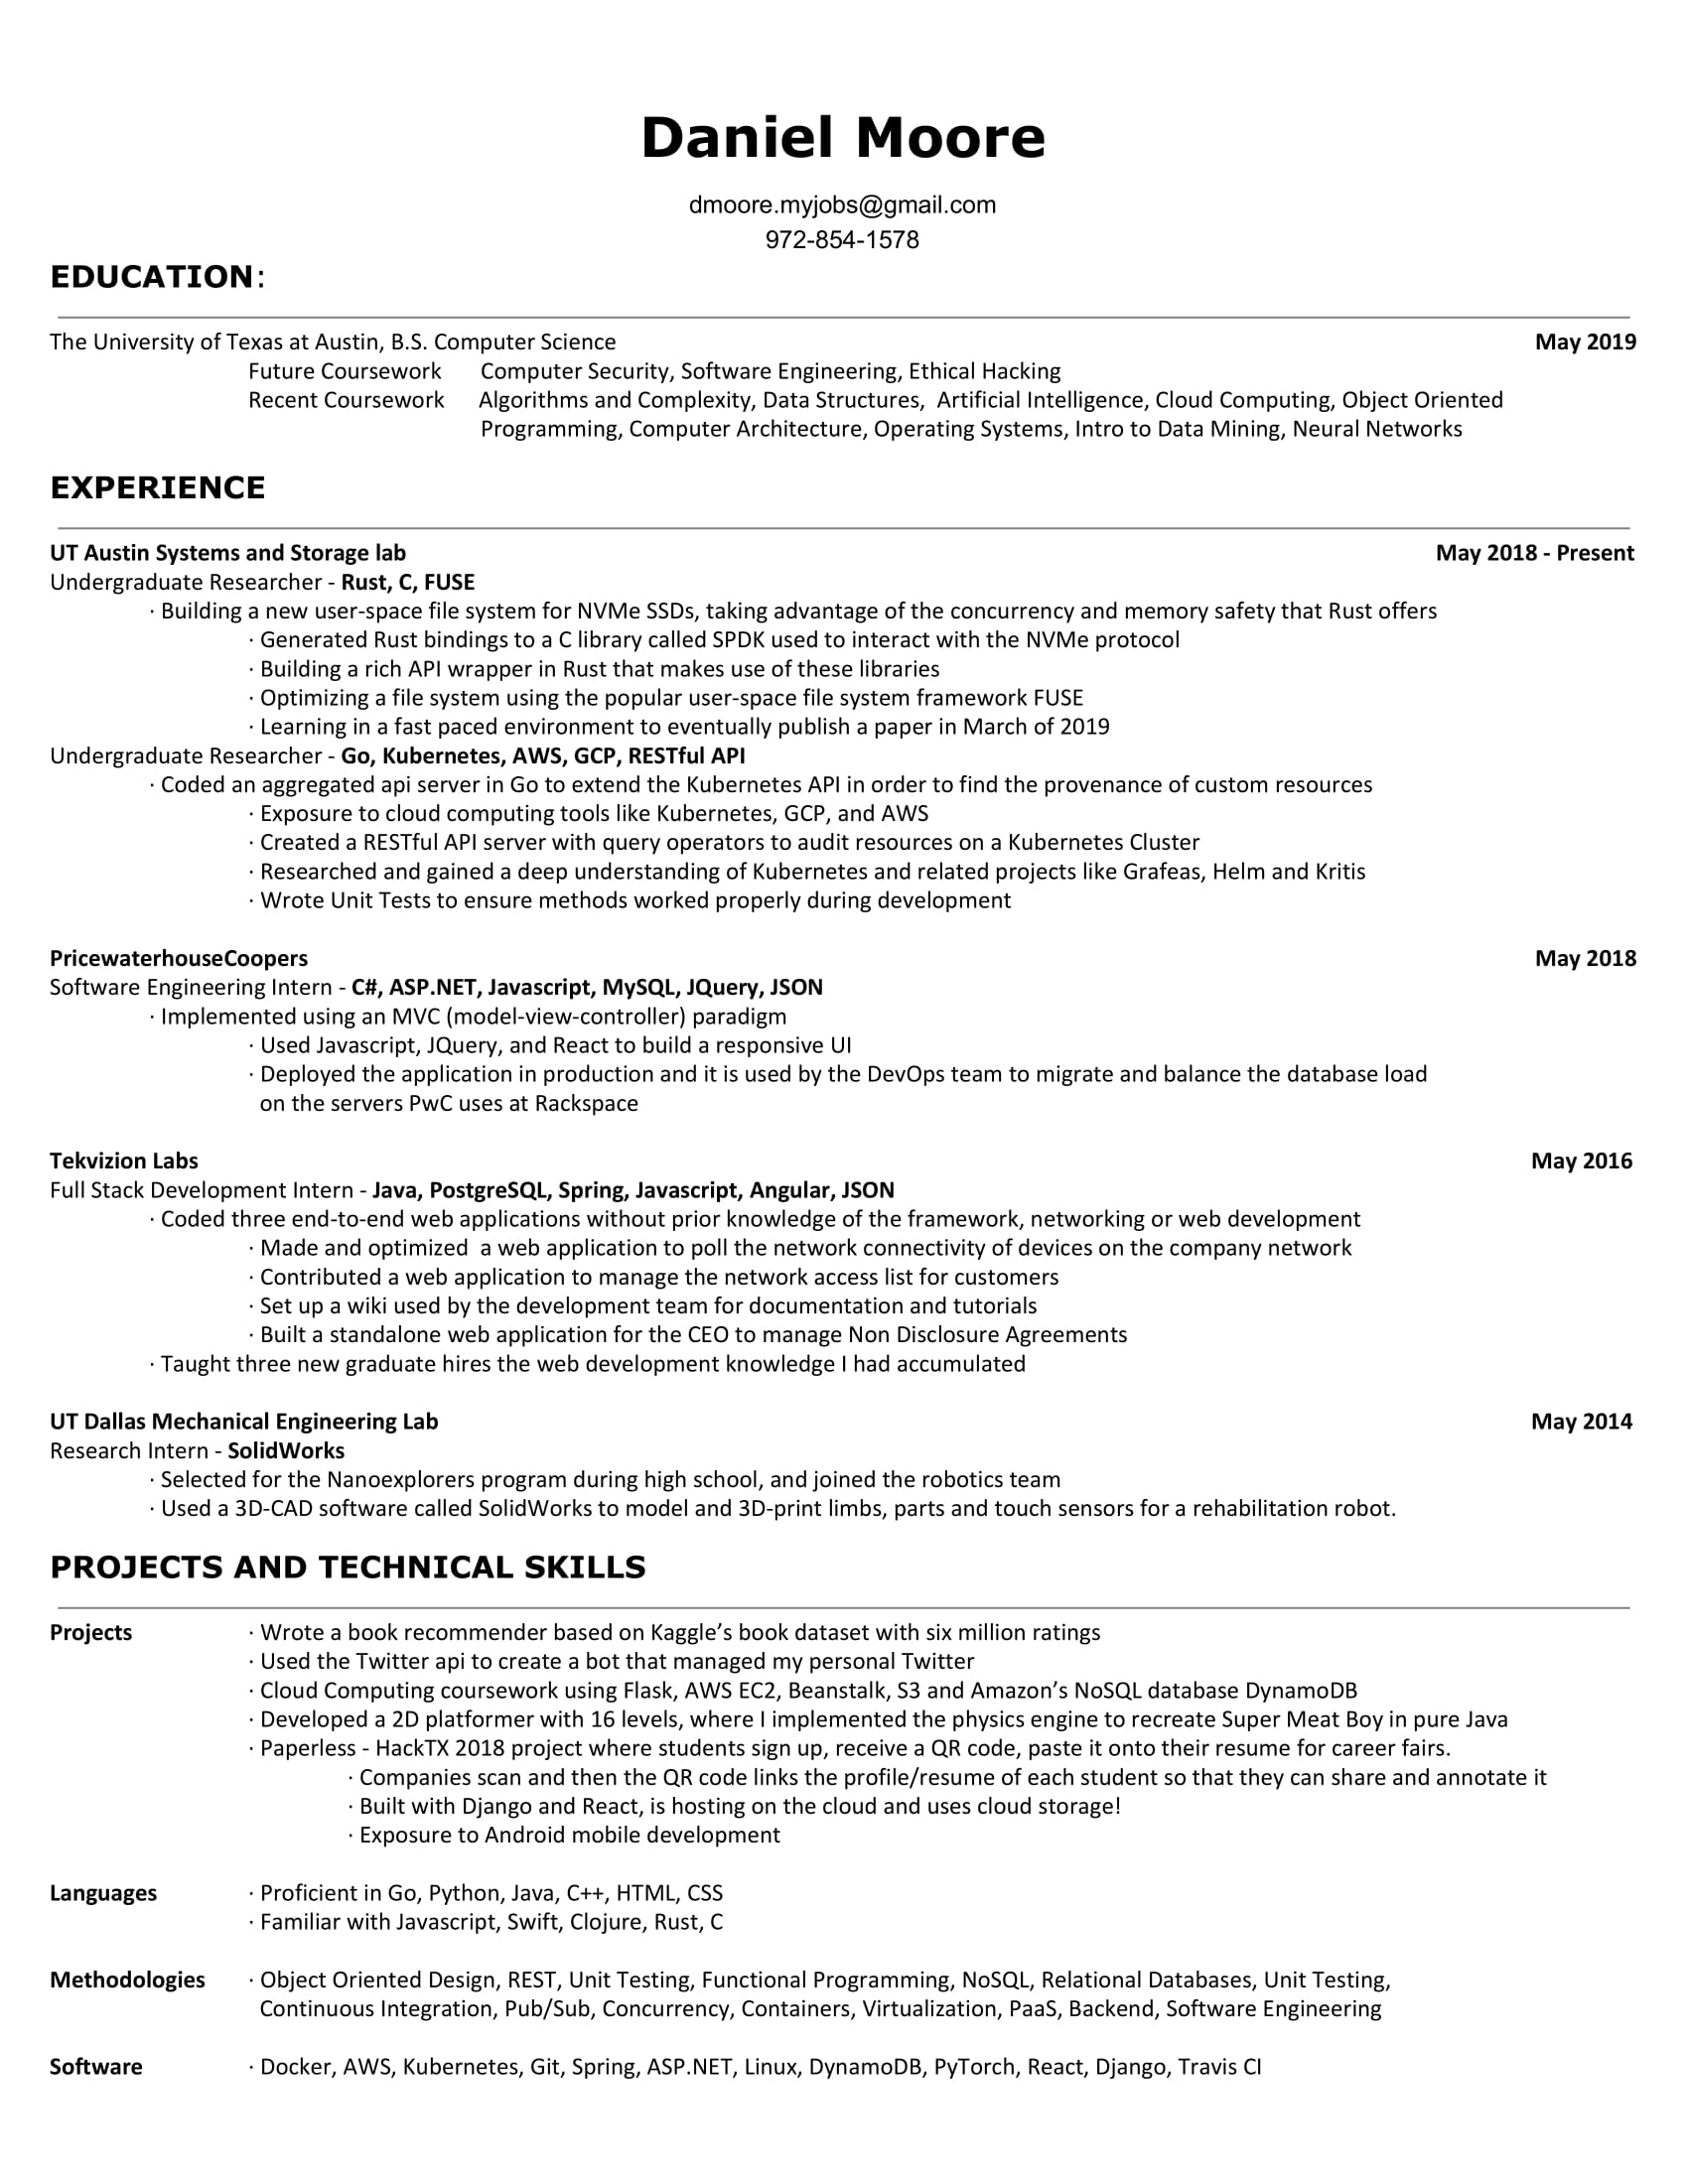 Daniel Moore
dmoore.myjobs@gmail.com
972-854-1578
EDUCATION:
The University of Texas at Austin, B.S. Computer Science May 2019
Future Coursework Computer Security, Software Engineering, Ethical Hacking
Recent Coursework Algorithms and Complexity, Data Structures, Artificial Intelligence, Cloud Computing, Object Oriented
Programming, Computer Architecture, Operating Systems, Intro to Data Mining, Neural Networks
EXPERIENCE
UT Austin Systems and Storage lab May 2018 - Present
Undergraduate Researcher - Rust, C, FUSE
· Building a new user-space file system for NVMe SSDs, taking advantage of the concurrency and memory safety that Rust offers
· Generated Rust bindings to a C library called SPDK used to interact with the NVMe protocol
· Building a rich API wrapper in Rust that makes use of these libraries
· Optimizing a file system using the popular user-space file system framework FUSE
· Learning in a fast paced environment to eventually publish a paper in March of 2019
Undergraduate Researcher - Go, Kubernetes, AWS, GCP, RESTful API
· Coded an aggregated api server in Go to extend the Kubernetes API in order to find the provenance of custom resources
· Exposure to cloud computing tools like Kubernetes, GCP, and AWS
· Created a RESTful API server with query operators to audit resources on a Kubernetes Cluster
· Researched and gained a deep understanding of Kubernetes and related projects like Grafeas, Helm and Kritis
· Wrote Unit Tests to ensure methods worked properly during development
PricewaterhouseCoopers May 2018
Software Engineering Intern - C#, ASP.NET, Javascript, MySQL, JQuery, JSON
· Implemented using an MVC (model-view-controller) paradigm
· Used Javascript, JQuery, and React to build a responsive UI
· Deployed the application in production and it is used by the DevOps team to migrate and balance the database load
on the servers PwC uses at Rackspace
Tekvizion Labs May 2016
Full Stack Development Intern - Java, PostgreSQL, Spring, Javascript, Angular, JSON
· Coded three end-to-end web applications without prior knowledge of the framework, networking or web development
· Made and optimized a web application to poll the network connectivity of devices on the company network
· Contributed a web application to manage the network access list for customers
· Set up a wiki used by the development team for documentation and tutorials
· Built a standalone web application for the CEO to manage Non Disclosure Agreements
· Taught three new graduate hires the web development knowledge I had accumulated
UT Dallas Mechanical Engineering Lab May 2014
Research Intern - SolidWorks
· Selected for the Nanoexplorers program during high school, and joined the robotics team
· Used a 3D-CAD software called SolidWorks to model and 3D-print limbs, parts and touch sensors for a rehabilitation robot.
PROJECTS AND TECHNICAL SKILLS
Projects · Wrote a book recommender based on Kaggle’s book dataset with six million ratings
· Used the Twitter api to create a bot that managed my personal Twitter
· Cloud Computing coursework using Flask, AWS EC2, Beanstalk, S3 and Amazon’s NoSQL database DynamoDB
· Developed a 2D platformer with 16 levels, where I implemented the physics engine to recreate Super Meat Boy in pure Java
· Paperless - HackTX 2018 project where students sign up, receive a QR code, paste it onto their resume for career fairs.
· Companies scan and then the QR code links the profile/resume of each student so that they can share and annotate it
· Built with Django and React, is hosting on the cloud and uses cloud storage!
· Exposure to Android mobile development
Languages · Proficient in Go, Python, Java, C++, HTML, CSS
· Familiar with Javascript, Swift, Clojure, Rust, C
Methodologies · Object Oriented Design, REST, Unit Testing, Functional Programming, NoSQL, Relational Databases, Unit Testing,
Continuous Integration, Pub/Sub, Concurrency, Containers, Virtualization, PaaS, Backend, Software Engineering
Software · Docker, AWS, Kubernetes, Git, Spring, ASP.NET, Linux, DynamoDB, PyTorch, React, Django, Travis CI